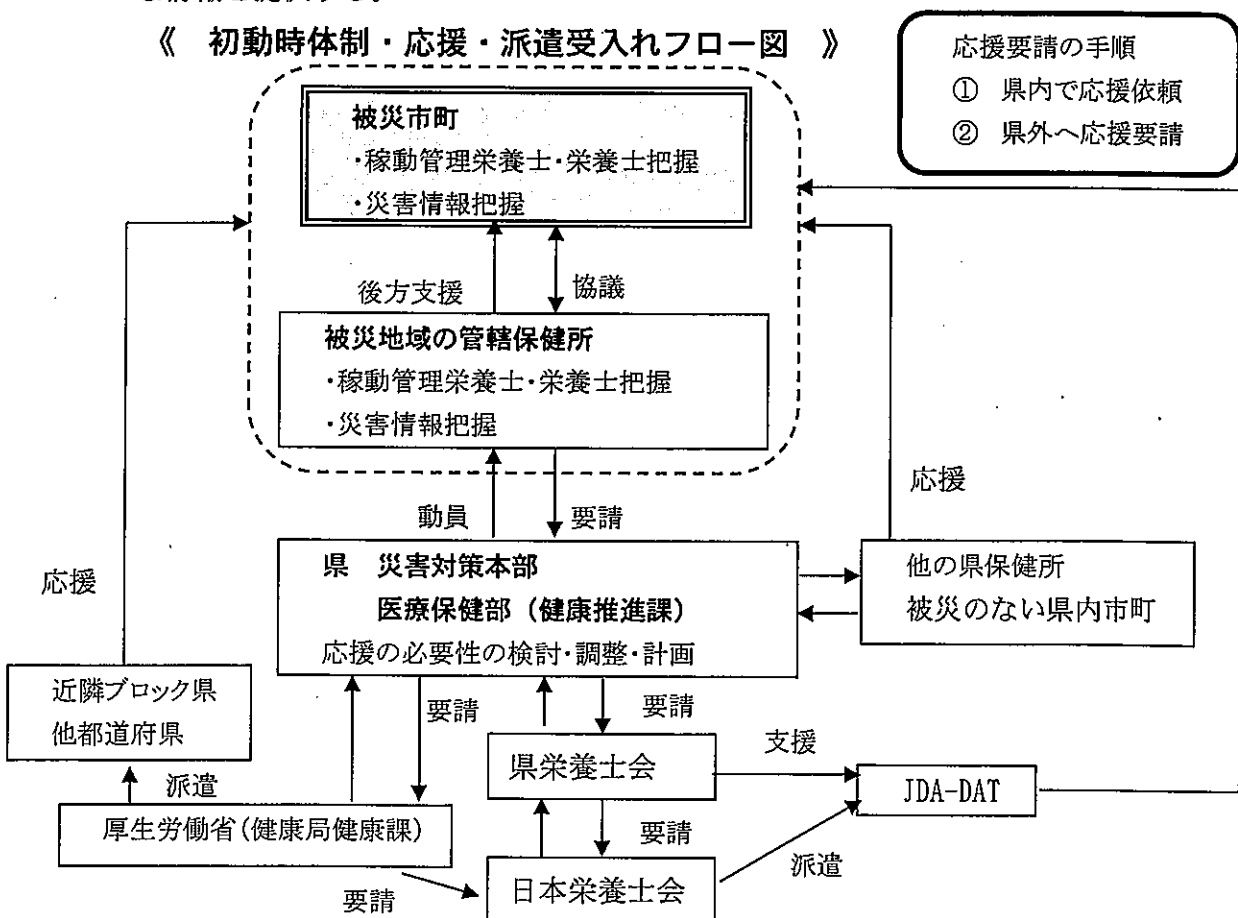 《 初動時体制・応援・派遣受入れフロー図 》
応援要請の手順
① 県内で応援依頼
② 県外へ応援要請
被災市町
・稼動管理栄養士・栄養士把握
・災害情報把握
後方支援
協議
被災地域の管轄保健所
・稼動管理栄養士・栄養士把握
・災害情報把握
動員
要請
応援
応援
県 災害対策本部
医療保健部（健康推進課）
応援の必要性の検討・調整・計画
他の県保健所
被災のない県内市町
近隣ブロック県
他都道府県
要請
要請
県栄養士会
支援
JDA-DAT
派遣
厚生労働省（健康局健康課）
要請
派遣
要請
日本栄養士会